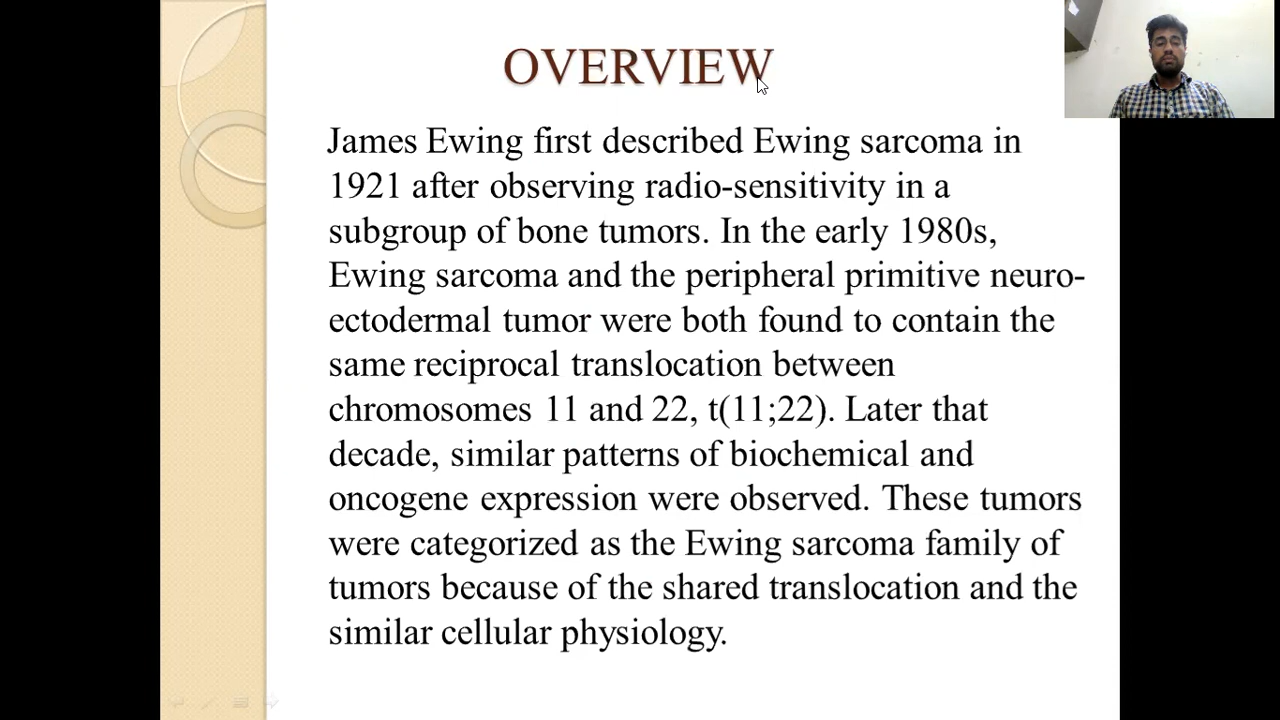 OVERVIEW
James Ewing first described Ewing sarcoma in
1921 after observing radio-sensitivity in a
subgroup of bone tumors. In the early 1980s,
Ewing sarcoma and the peripheral primitive neuro-
ectodermal tumor were both found to contain the
same reciprocal translocation between
chromosomes 11 and 22, t(11;22). Later that
decade, similar patterns of biochemical and
oncogene expression were observed. These tumors
were categorized as the Ewing sarcoma family of
tumors because of the shared translocation and the
similar cellular physiology.